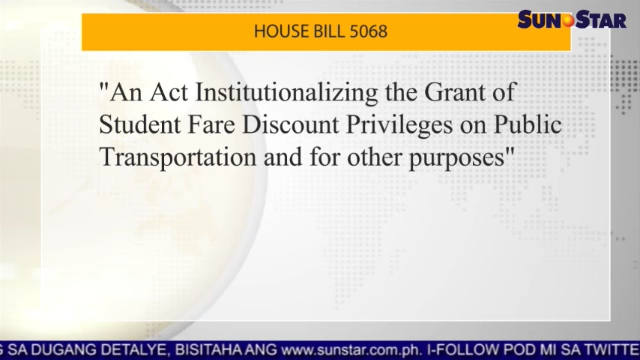 HOUSE BILL 5068
SUNSTAR
"An Act Institutionalizing the Grant of
Student Fare Discount Privileges on Public
Transportation and for other purposes"
G SA DUGANG DETALYE, BISITAHA ANG www.sunstar.com.ph. I-FOLLOW POD MI SA TWITTE